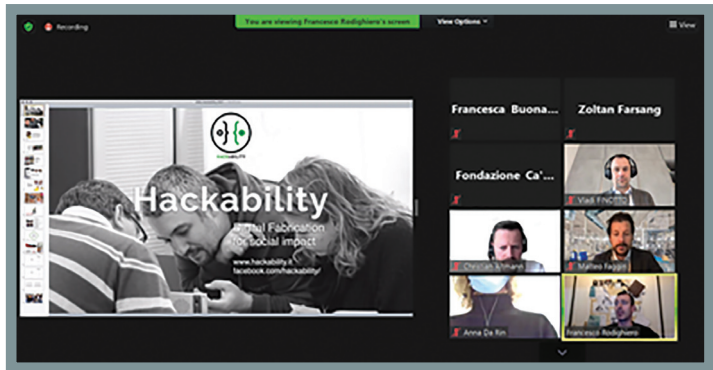 Recording
You are viewing Francesco Rodighiero's screen
View Options
View
HACKABILITY
Hackability
Digital Fabrication
for social impact
www.hackability.it
facebook.com/hackability/
Francesca Buona...
Zoltan Farsang
Fondazione Ca'...
Vladi FINOTTO
Christian Altmann
Matteo Faggin
Anna Da Rin
Francesco Rodighiero